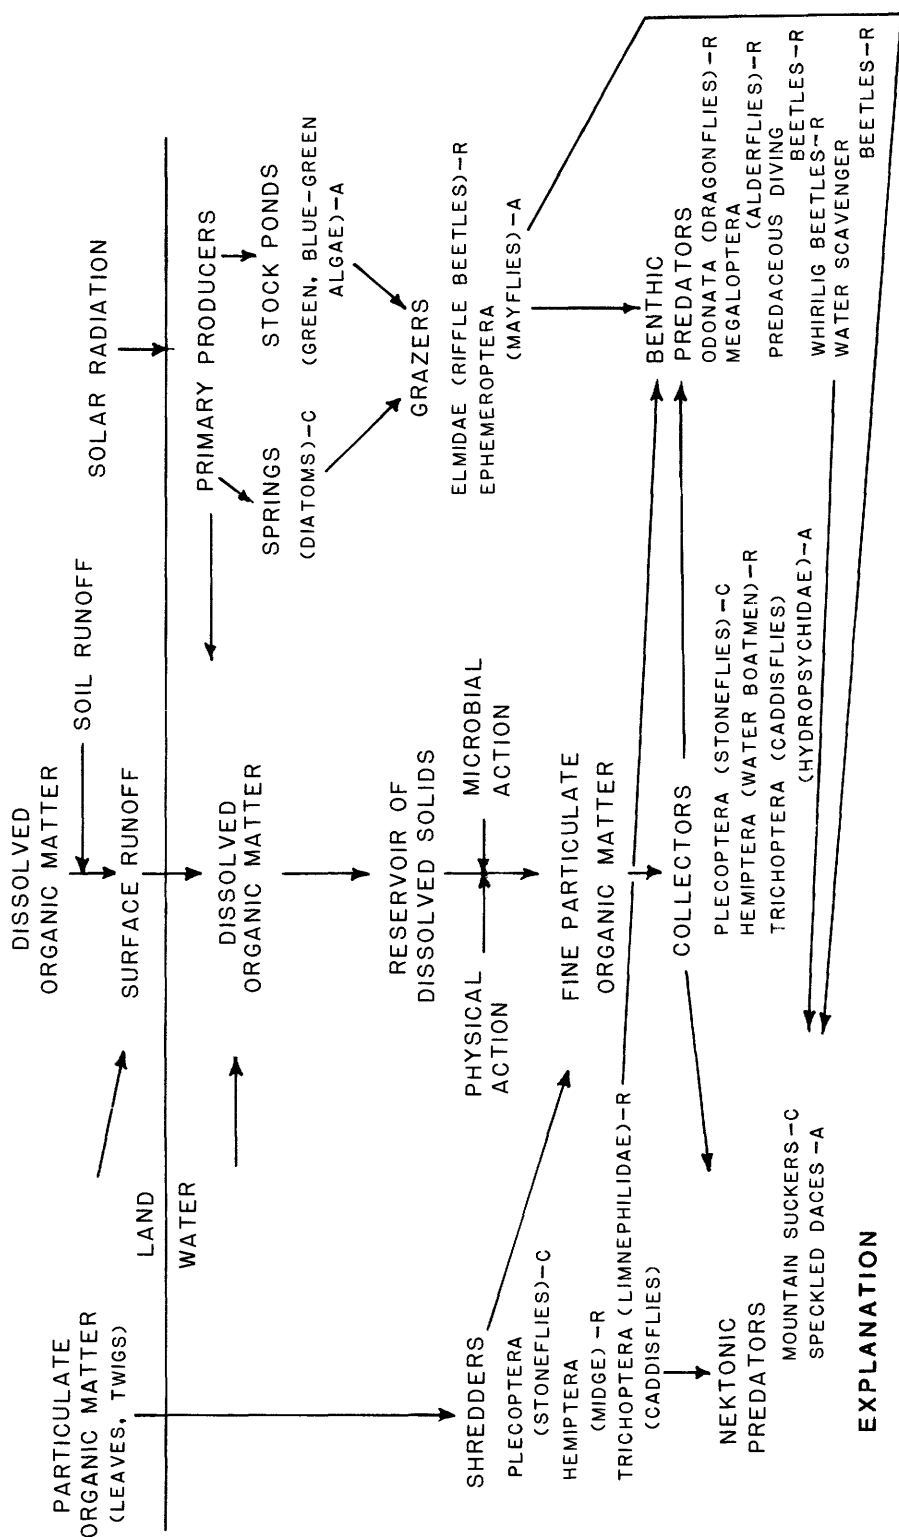 PARTICULATE
ORGANIC MATTER
(LEAVES, TWIGS)
DISSOLVED
ORGANIC MATTER
SOIL RUNOFF
SURFACE RUNOFF
SOLAR RADIATION
LAND
WATER
DISSOLVED
ORGANIC MATTER
PRIMARY PRODUCERS
SPRINGS
(DIATOMS)-C
STOCK PONDS
(GREEN, BLUE-GREEN
ALGAE)-A
RESERVOIR OF
DISSOLVED SOLIDS
GRAZERS
ELMIDAE (RIFFLE BEETLES)-R
EPHEMEROPTERA
(MAYFLIES)-A
PHYSICAL
ACTION
MICROBIAL
ACTION
SHREDDERS
PLECOPTERA
(STONEFLIES)-C
HEMIPTERA
(MIDGE)-R
TRICHOPTERA (LIMNEPHILIDAE)-R
(CADDISFLIES)
FINE PARTICULATE
ORGANIC MATTER
COLLECTORS
PLECOPTERA (STONEFLIES)-C
HEMIPTERA (WATER BOATMEN)-R
TRICHOPTERA (CADDISFLIES)
(HYDROPSYCHIDAE)-A
BENTHIC
PREDATORS
ODONATA (DRAGONFLIES)-R
MEGALOPTERA
(ALDERFLIES)-R
PREDACEOUS DIVING
BEETLES-R
WHIRILIG BEETLES-R
WATER SCAVENGER
BEETLES-R
NEKTONIC
PREDATORS
MOUNTAIN SUCKERS-C
SPECKLED DACES-A
EXPLANATION